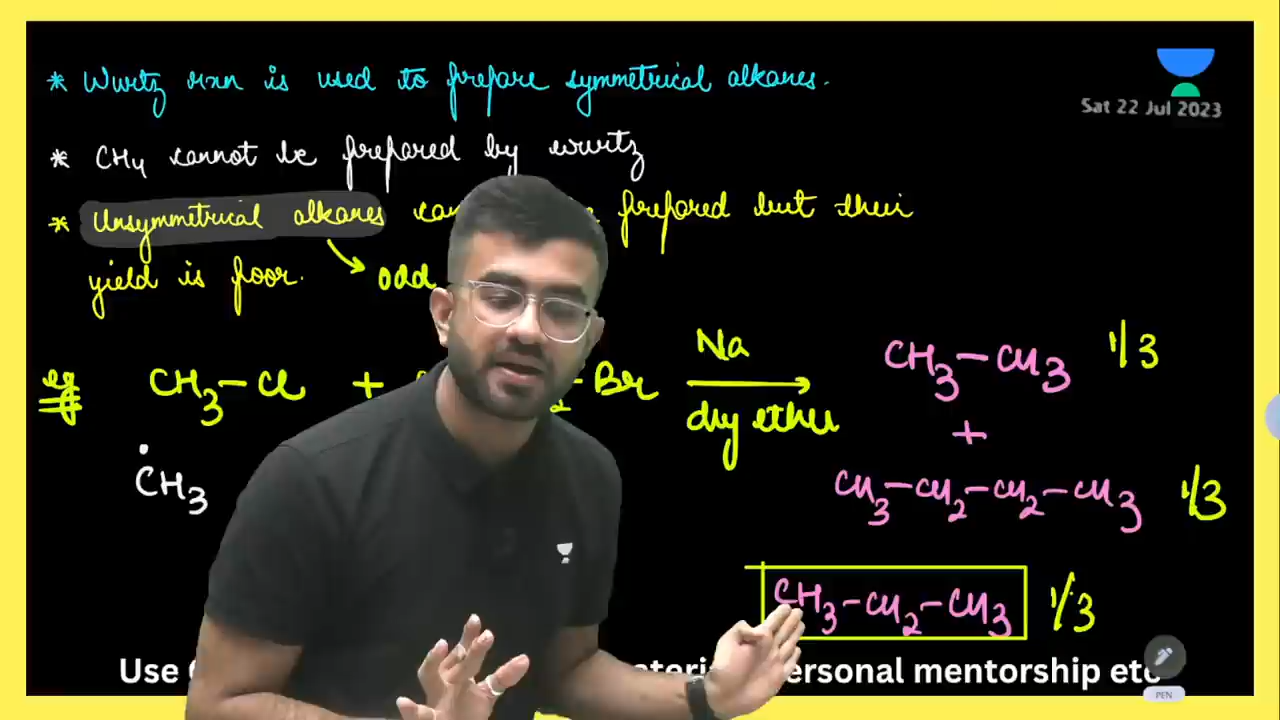 * Wurtz rxn is used to prepare symmetrical alkanes.
Sat 22 Jul 2023
* CH4 cannot be prepared by wurtz
* Unsymmetrical alkanes prepared but their
yield is poor. → odd
eg CH3-Cl + -Br Na dry ether → CH3-CH3 1/3
+
CH3-CH2-CH2-CH3 1/3
ĊH3
CH3-CH2-CH3 1/3
Use personal mentorship etc
PEN